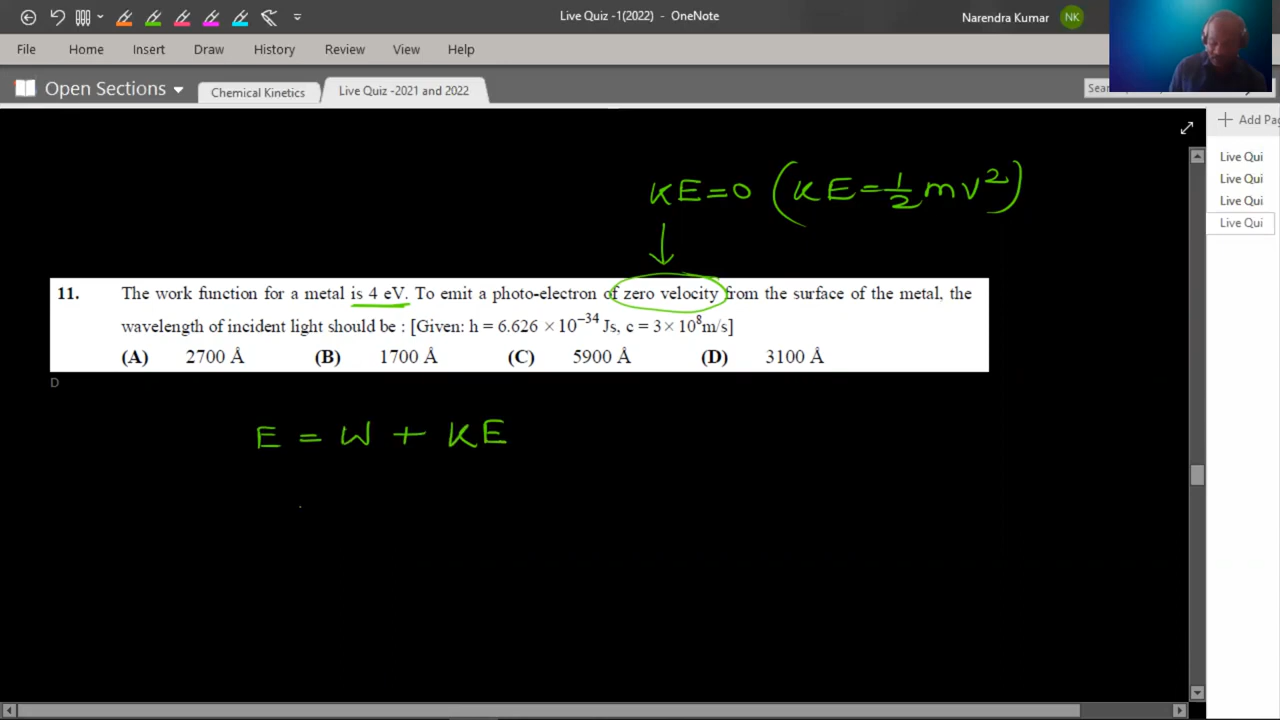 Live Quiz -1(2022) - OneNote
Narendra Kumar NK
File Home Insert Draw History Review View Help
Open Sections Chemical Kinetics Live Quiz -2021 and 2022
Add Pag
Live Qui
Live Qui
Live Qui
Live Qui
KE=0 (KE=½mv²)
11. The work function for a metal is 4 eV. To emit a photo-electron of zero velocity from the surface of the metal, the
wavelength of incident light should be : [Given: h = 6.626 × 10⁻³⁴ Js, c = 3 × 10⁸m/s]
(A) 2700 Å (B) 1700 Å (C) 5900 Å (D) 3100 Å
D
E = W + KE